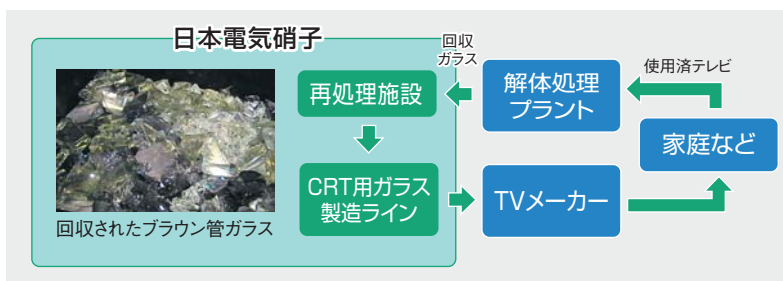 日本電気硝子
回収
ガラス
使用済テレビ
再処理施設
解体処理
プラント
家庭など
CRT用ガラス
製造ライン
TVメーカー
回収されたブラウン管ガラス